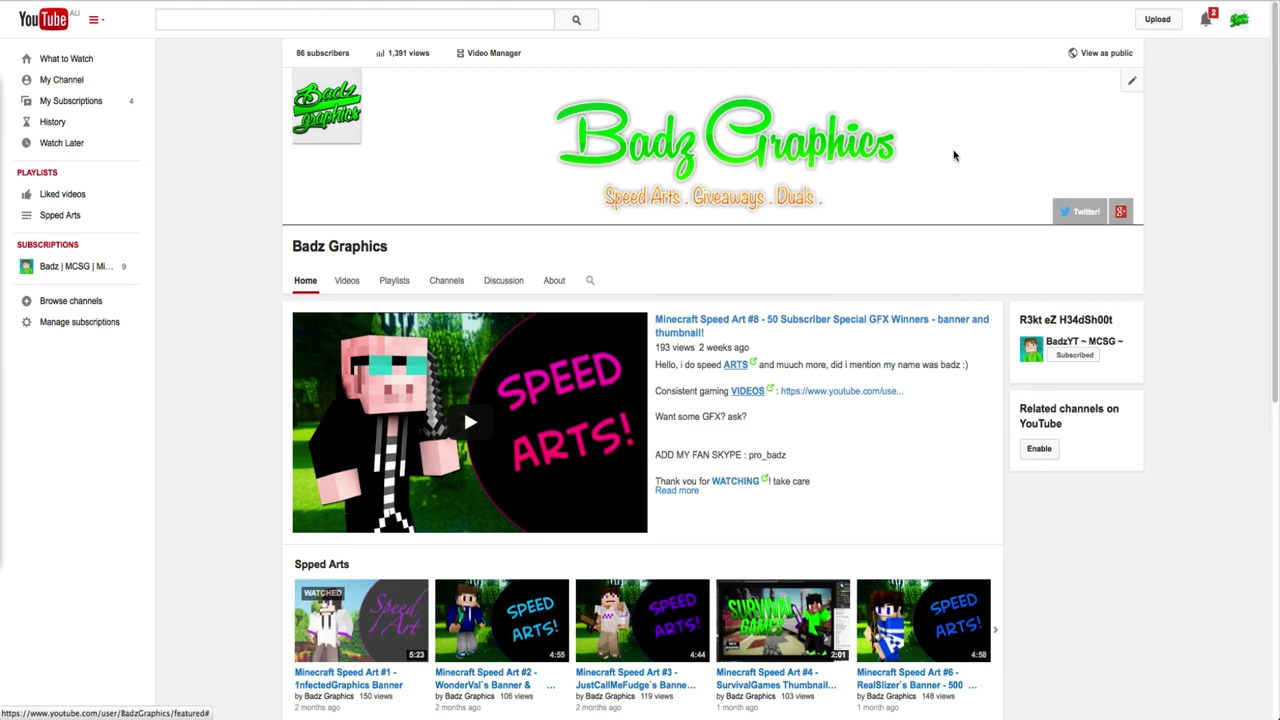 YouTube AU
Upload
2
What to Watch
My Channel
My Subscriptions 4
History
Watch Later
PLAYLISTS
Liked videos
Spped Arts
SUBSCRIPTIONS
Badz | MCSG | Mi... 9
Browse channels
Manage subscriptions
86 subscribers 1,391 views Video Manager View as public
Badz
graphics
Badz Graphics
Speed Arts . Giveaways . Duals .
Twitter!
Badz Graphics
Home Videos Playlists Channels Discussion About
SPEED
ARTS!
Minecraft Speed Art #8 - 50 Subscriber Special GFX Winners - banner and
thumbnail!
193 views 2 weeks ago
Hello, i do speed ARTS and muuch more, did i mention my name was badz :)
Consistent gaming VIDEOS : https://www.youtube.com/use...
Want some GFX? ask?
ADD MY FAN SKYPE : pro_badz
Thank you for WATCHING ! take care
Read more
R3kt eZ H34dSh00t
BadzYT ~ MCSG ~
Subscribed
Related channels on
YouTube
Enable
Spped Arts
WATCHED
Speed
Art
5:23
Minecraft Speed Art #1 -
1nfectedGraphics Banner
by Badz Graphics 150 views
2 months ago
SPEED
ARTS!
4:55
Minecraft Speed Art #2 -
WonderVal`s Banner & ...
by Badz Graphics 106 views
2 months ago
SPEED
ARTS!
4:44
Minecraft Speed Art #3 -
JustCallMeFudge`s Banne...
by Badz Graphics 119 views
2 months ago
SURVIVAL
GAMES
2:01
Minecraft Speed Art #4 -
SurvivalGames Thumbnail...
by Badz Graphics 103 views
1 month ago
SPEED
ARTS!
4:58
Minecraft Speed Art #6 -
RealSlizer`s Banner - 500 ...
by Badz Graphics 148 views
1 month ago
https://www.youtube.com/user/BadzGraphics/featured#